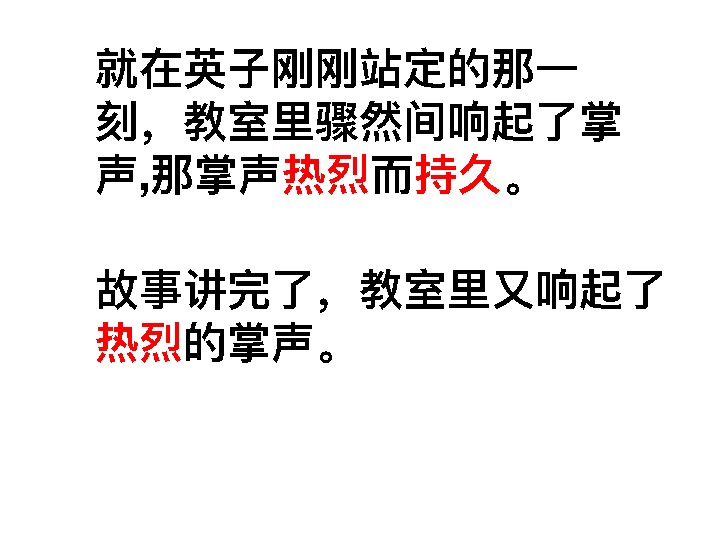 就在英子刚刚站定的那一
刻，教室里骤然间响起了掌
声,那掌声热烈而持久。
故事讲完了，教室里又响起了
热烈的掌声。